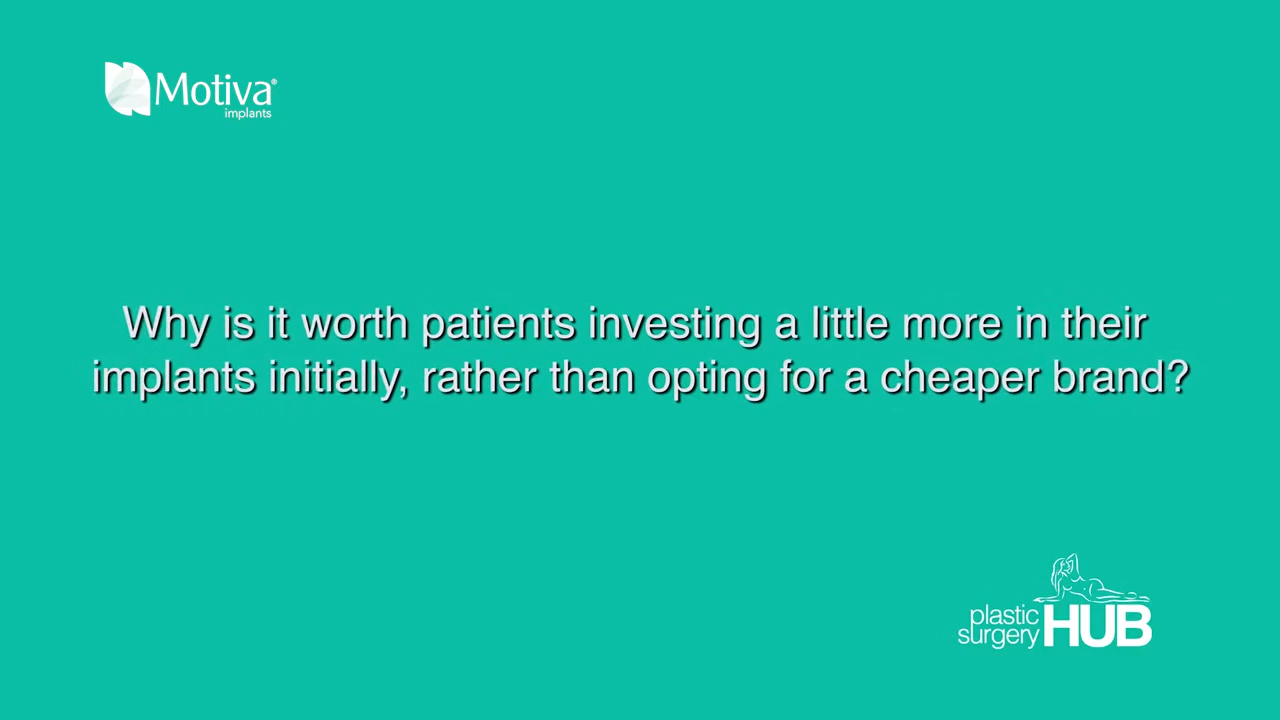 Motiva®
implants
Why is it worth patients investing a little more in their
implants initially, rather than opting for a cheaper brand?
plastic
surgery HUB